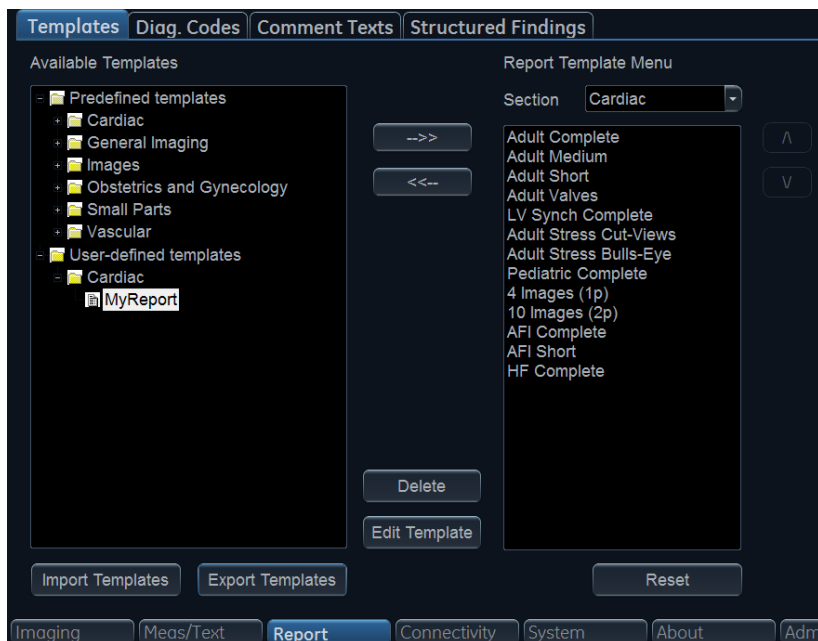 Templates Diag. Codes Comment Texts Structured Findings
Available Templates
Report Template Menu
Predefined templates
Cardiac
General Imaging
Images
Obstetrics and Gynecology
Small Parts
Vascular
User-defined templates
Cardiac
MyReport
-->>
<<--
Section Cardiac
Adult Complete
Adult Medium
Adult Short
Adult Valves
LV Synch Complete
Adult Stress Cut-Views
Adult Stress Bulls-Eye
Pediatric Complete
4 Images (1p)
10 Images (2p)
AFI Complete
AFI Short
HF Complete
/\
V
Delete
Edit Template
Import Templates Export Templates Reset
Imaging Meas/Text Report Connectivity System About Adm